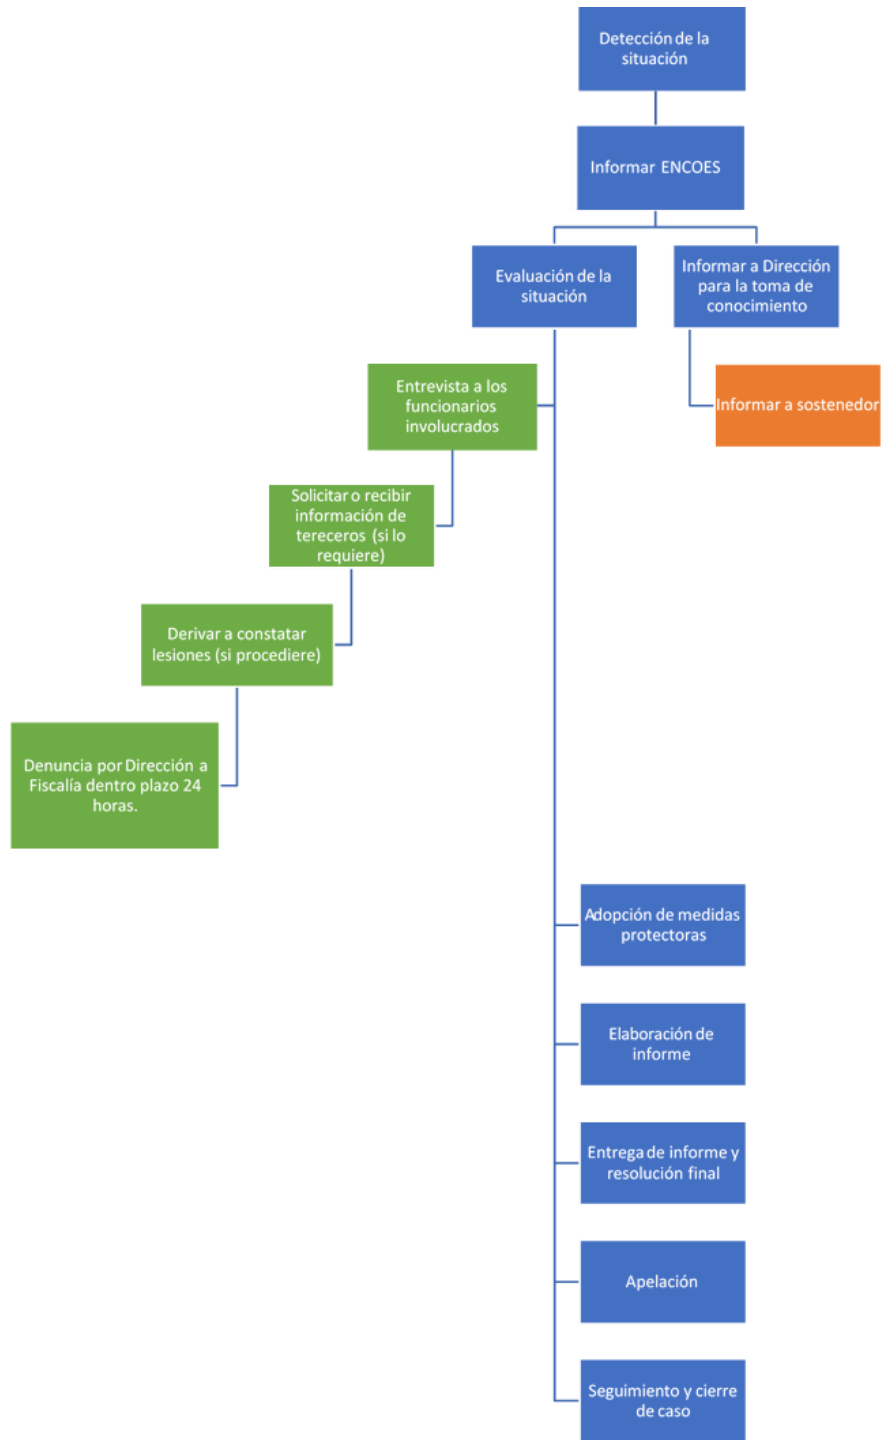 Detección de la
situación
Informar ENCOES
Evaluación de la
situación
Informar a Dirección
para la toma de
conocimiento
Entrevista a los
funcionarios
involucrados
Informar a sostenedor
Solicitar o recibir
información de
tereceros (si lo
requiere)
Derivar a constatar
lesiones (si procediere)
Denuncia por Dirección a
Fiscalía dentro plazo 24
horas.
Adopción de medidas
protectoras
Elaboración de
informe
Entrega de informe y
resolución final
Apelación
Seguimiento y cierre
de caso